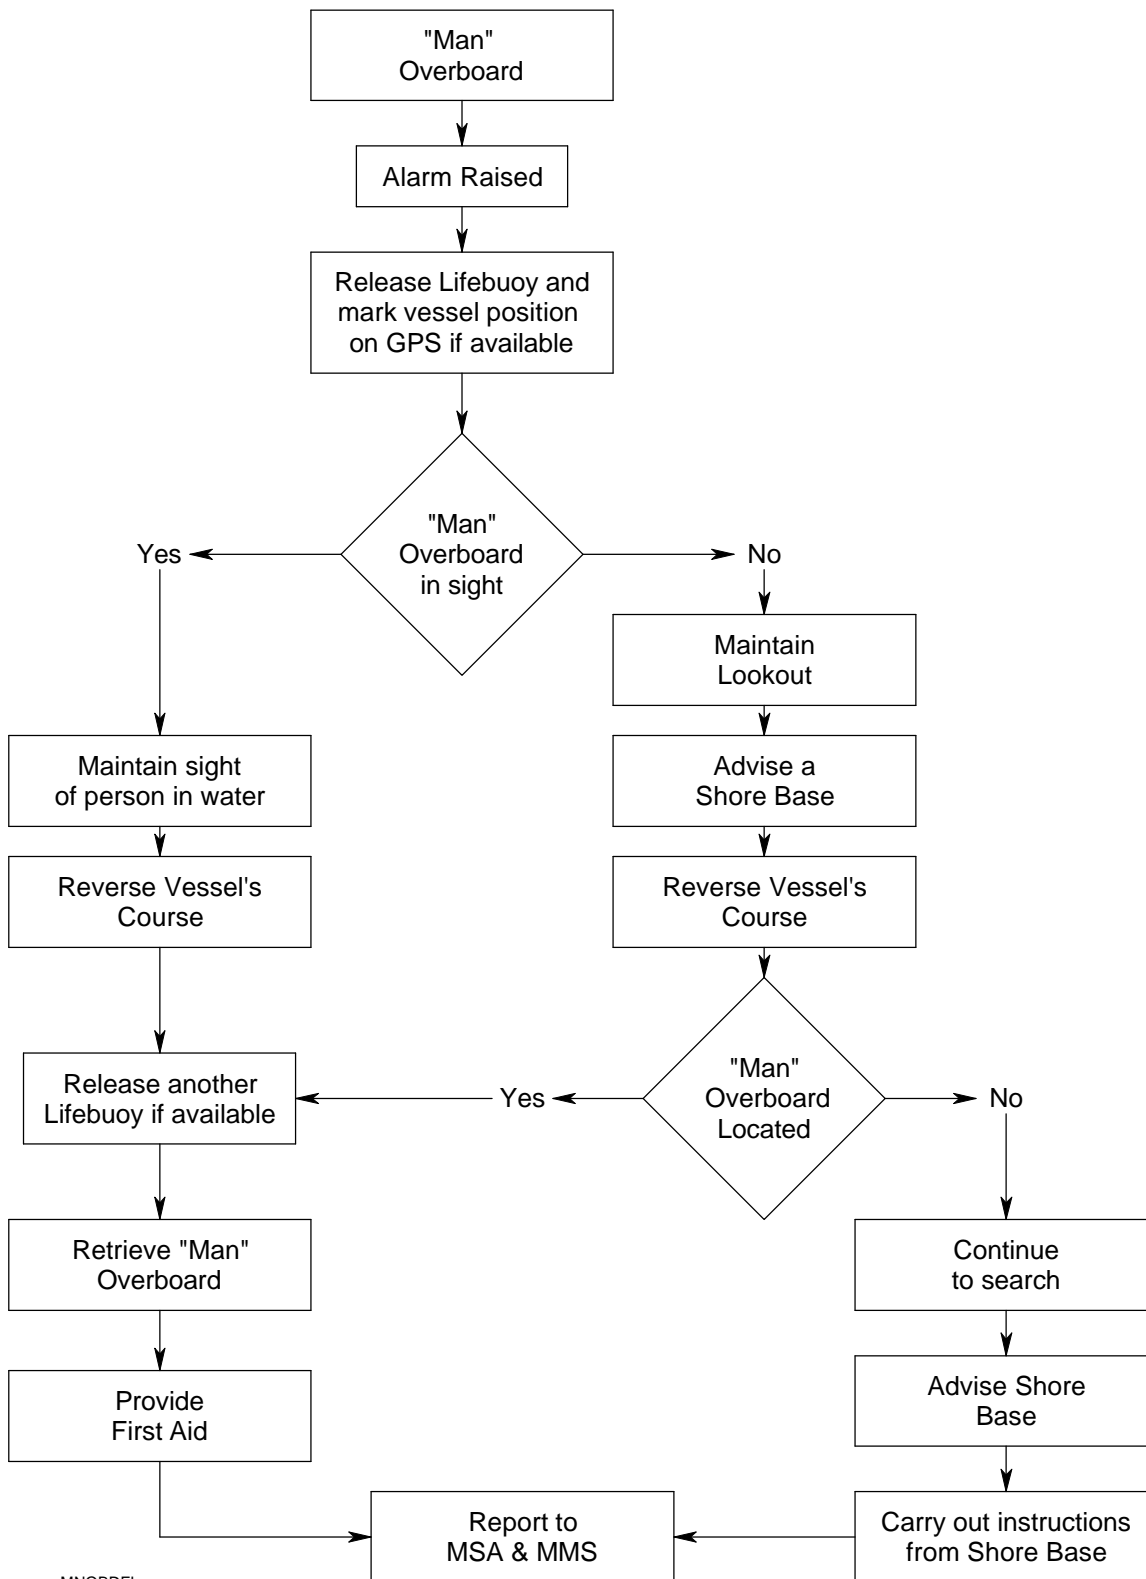 "Man"
Overboard
Alarm Raised
Release Lifebuoy and
mark vessel position
on GPS if available
"Man"
Overboard
in sight
Yes
No
Maintain
Lookout
Maintain sight
of person in water
Advise a
Shore Base
Reverse Vessel's
Course
Reverse Vessel's
Course
"Man"
Overboard
Located
Release another
Lifebuoy if available
Yes
No
Retrieve "Man"
Overboard
Continue
to search
Provide
First Aid
Advise Shore
Base
Report to
MSA & MMS
Carry out instructions
from Shore Base